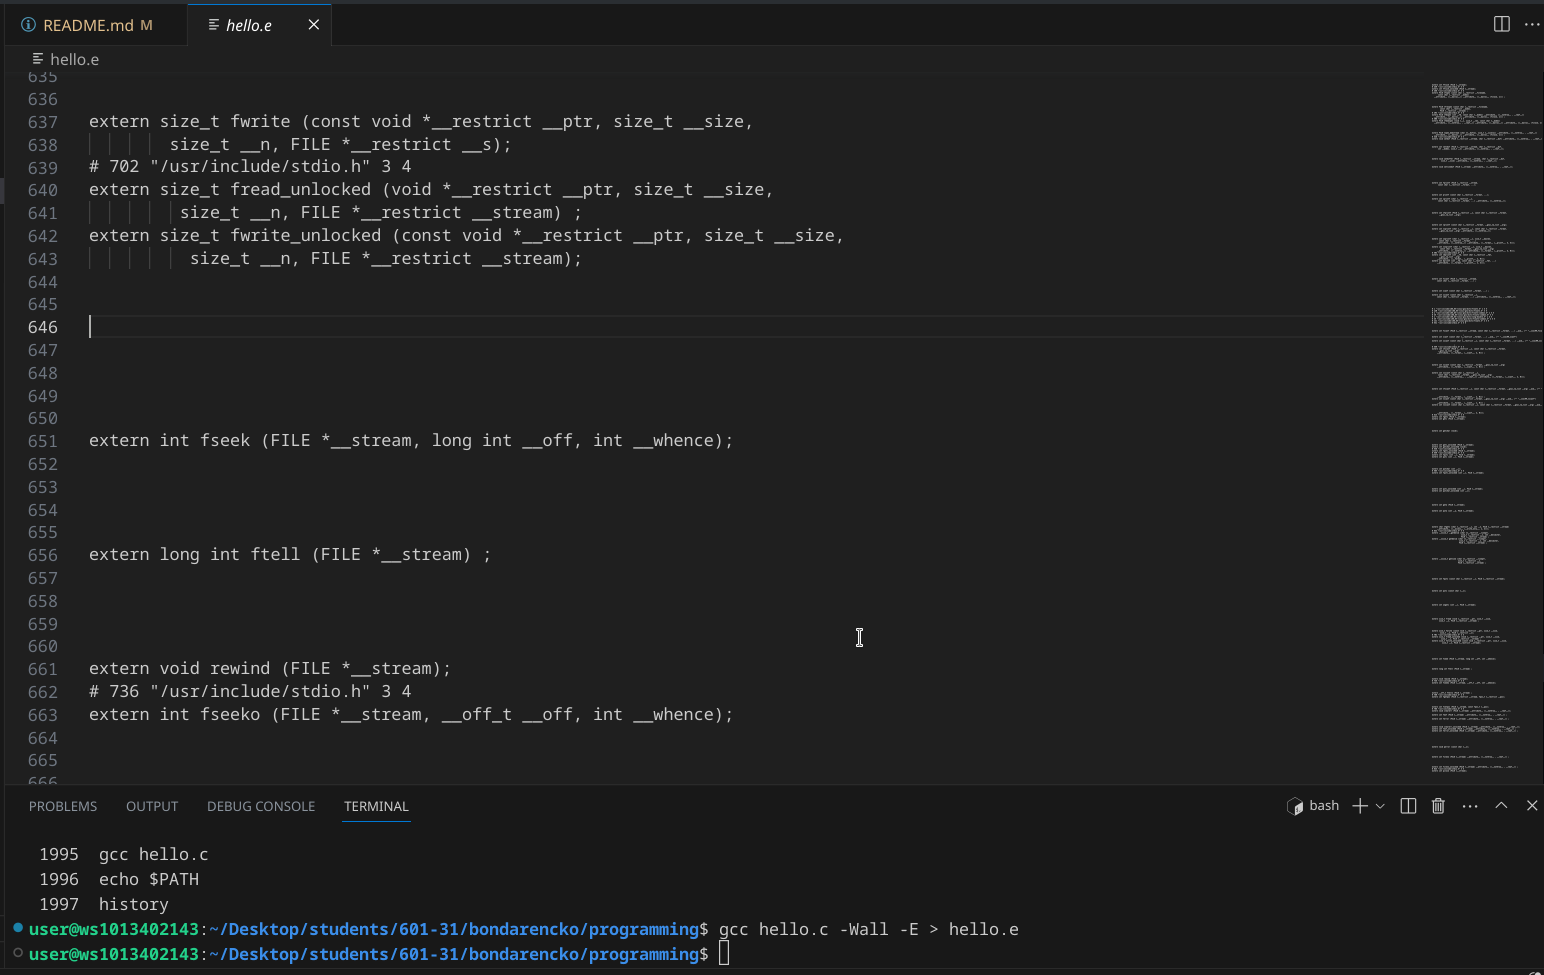 README.md M hello.e
hello.e
635
636
637 extern size_t fwrite (const void *__restrict __ptr, size_t __size,
638 size_t __n, FILE *__restrict __s);
639 # 702 "/usr/include/stdio.h" 3 4
640 extern size_t fread_unlocked (void *__restrict __ptr, size_t __size,
641 size_t __n, FILE *__restrict __stream) ;
642 extern size_t fwrite_unlocked (const void *__restrict __ptr, size_t __size,
643 size_t __n, FILE *__restrict __stream);
644
645
646
647
648
649
650
651 extern int fseek (FILE *__stream, long int __off, int __whence);
652
653
654
655
656 extern long int ftell (FILE *__stream) ;
657
658
659
660
661 extern void rewind (FILE *__stream);
662 # 736 "/usr/include/stdio.h" 3 4
663 extern int fseeko (FILE *__stream, __off_t __off, int __whence);
664
665
666
PROBLEMS OUTPUT DEBUG CONSOLE TERMINAL bash
1995 gcc hello.c
1996 echo $PATH
1997 history
user@ws1013402143:~/Desktop/students/601-31/bondarencko/programming$ gcc hello.c -Wall -E > hello.e
user@ws1013402143:~/Desktop/students/601-31/bondarencko/programming$